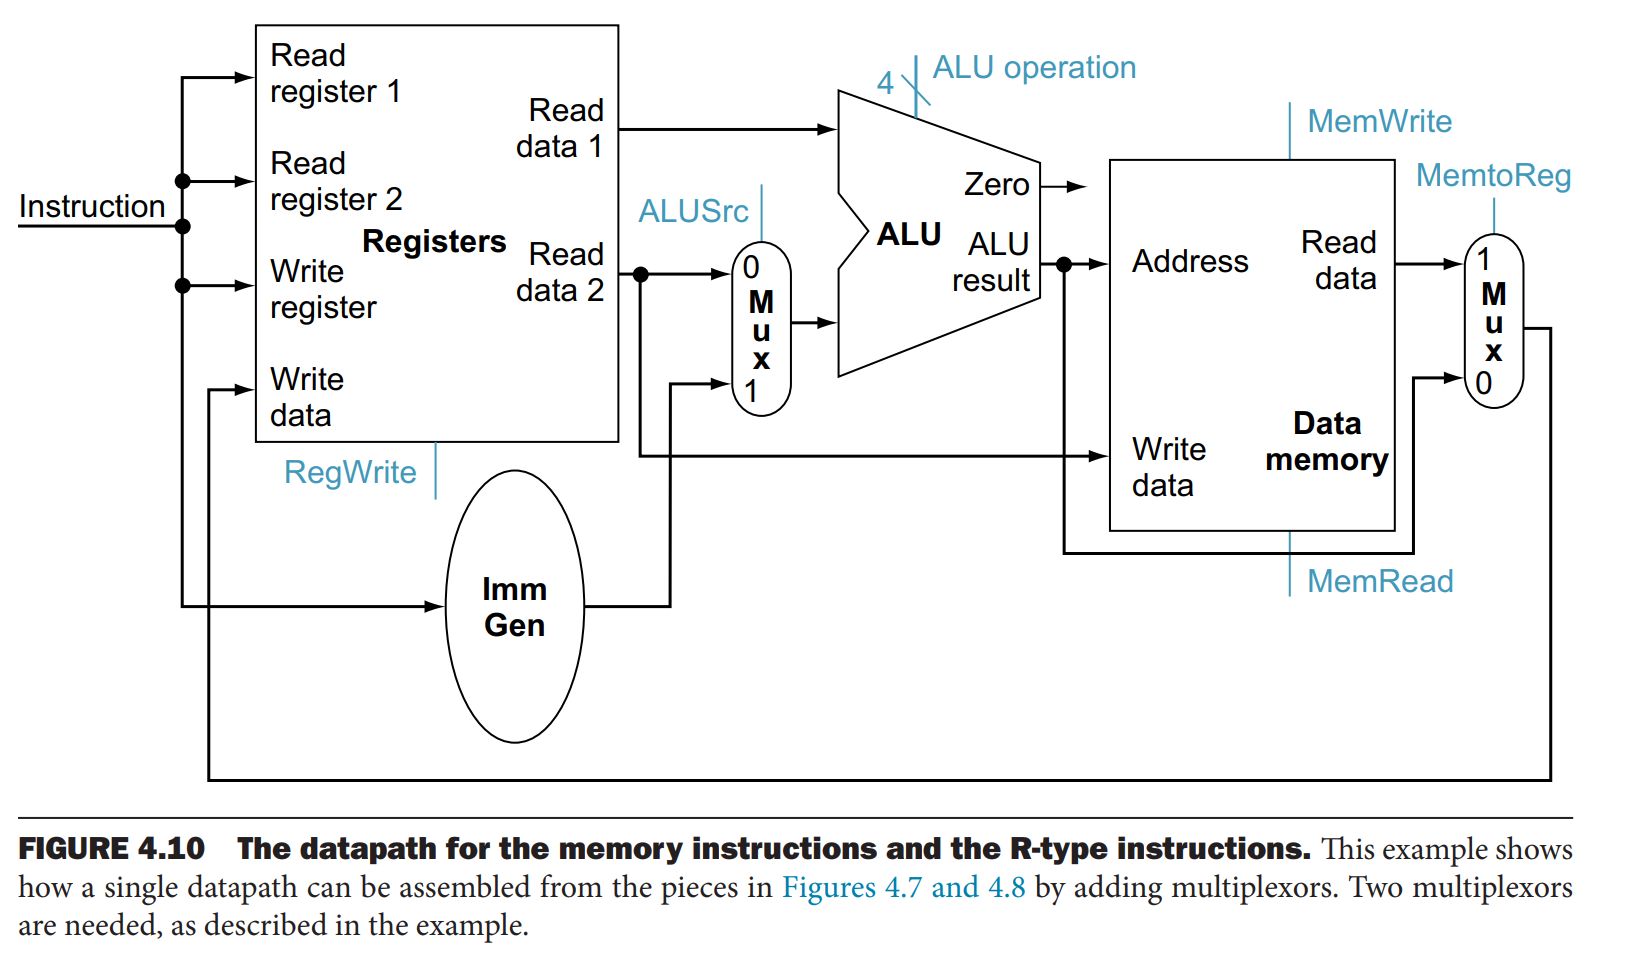 Instruction
Read
register 1
Read
register 2
Registers
Write
register
Write
data
Read
data 1
Read
data 2
RegWrite
Imm
Gen
ALUSrc
0
M
u
x
1
4
ALU operation
ALU
Zero
ALU
result
MemWrite
Address
Read
data
Write
data
Data
memory
MemRead
MemtoReg
1
M
u
x
0
FIGURE 4.10 The datapath for the memory instructions and the R-type instructions. This example shows
how a single datapath can be assembled from the pieces in Figures 4.7 and 4.8 by adding multiplexors. Two multiplexors
are needed, as described in the example.